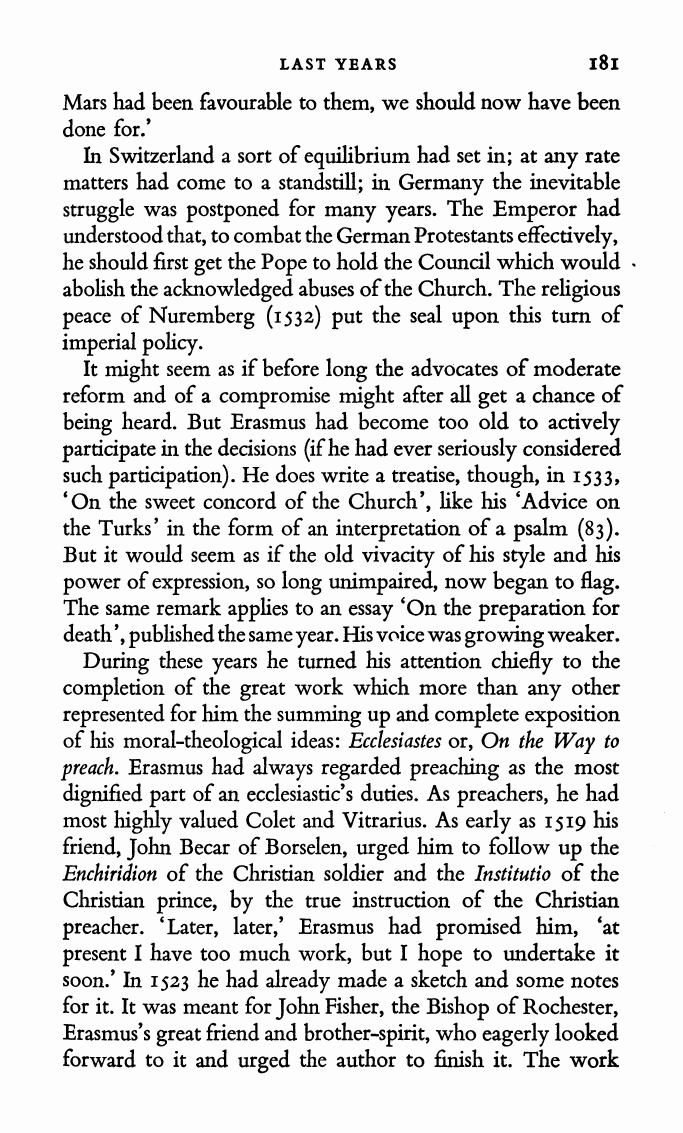 LAST YEARS 181
Mars had been favourable to them, we should now have been
done for.'
In Switzerland a sort of equilibrium had set in; at any rate
matters had come to a standstill; in Germany the inevitable
struggle was postponed for many years. The Emperor had
understood that, to combat the German Protestants effectively,
he should first get the Pope to hold the Council which would
abolish the acknowledged abuses of the Church. The religious
peace of Nuremberg (1532) put the seal upon this turn of
imperial policy.
It might seem as if before long the advocates of moderate
reform and of a compromise might after all get a chance of
being heard. But Erasmus had become too old to actively
participate in the decisions (if he had ever seriously considered
such participation). He does write a treatise, though, in 1533,
'On the sweet concord of the Church', like his 'Advice on
the Turks' in the form of an interpretation of a psalm (83).
But it would seem as if the old vivacity of his style and his
power of expression, so long unimpaired, now began to flag.
The same remark applies to an essay 'On the preparation for
death', published the same year. His voice was growing weaker.
During these years he turned his attention chiefly to the
completion of the great work which more than any other
represented for him the summing up and complete exposition
of his moral-theological ideas: Ecclesiastes or, On the Way to
preach. Erasmus had always regarded preaching as the most
dignified part of an ecclesiastic's duties. As preachers, he had
most highly valued Colet and Vitrarius. As early as 1519 his
friend, John Becar of Borselen, urged him to follow up the
Enchiridion of the Christian soldier and the Institutio of the
Christian prince, by the true instruction of the Christian
preacher. 'Later, later,' Erasmus had promised him, 'at
present I have too much work, but I hope to undertake it
soon.' In 1523 he had already made a sketch and some notes
for it. It was meant for John Fisher, the Bishop of Rochester,
Erasmus's great friend and brother-spirit, who eagerly looked
forward to it and urged the author to finish it. The work